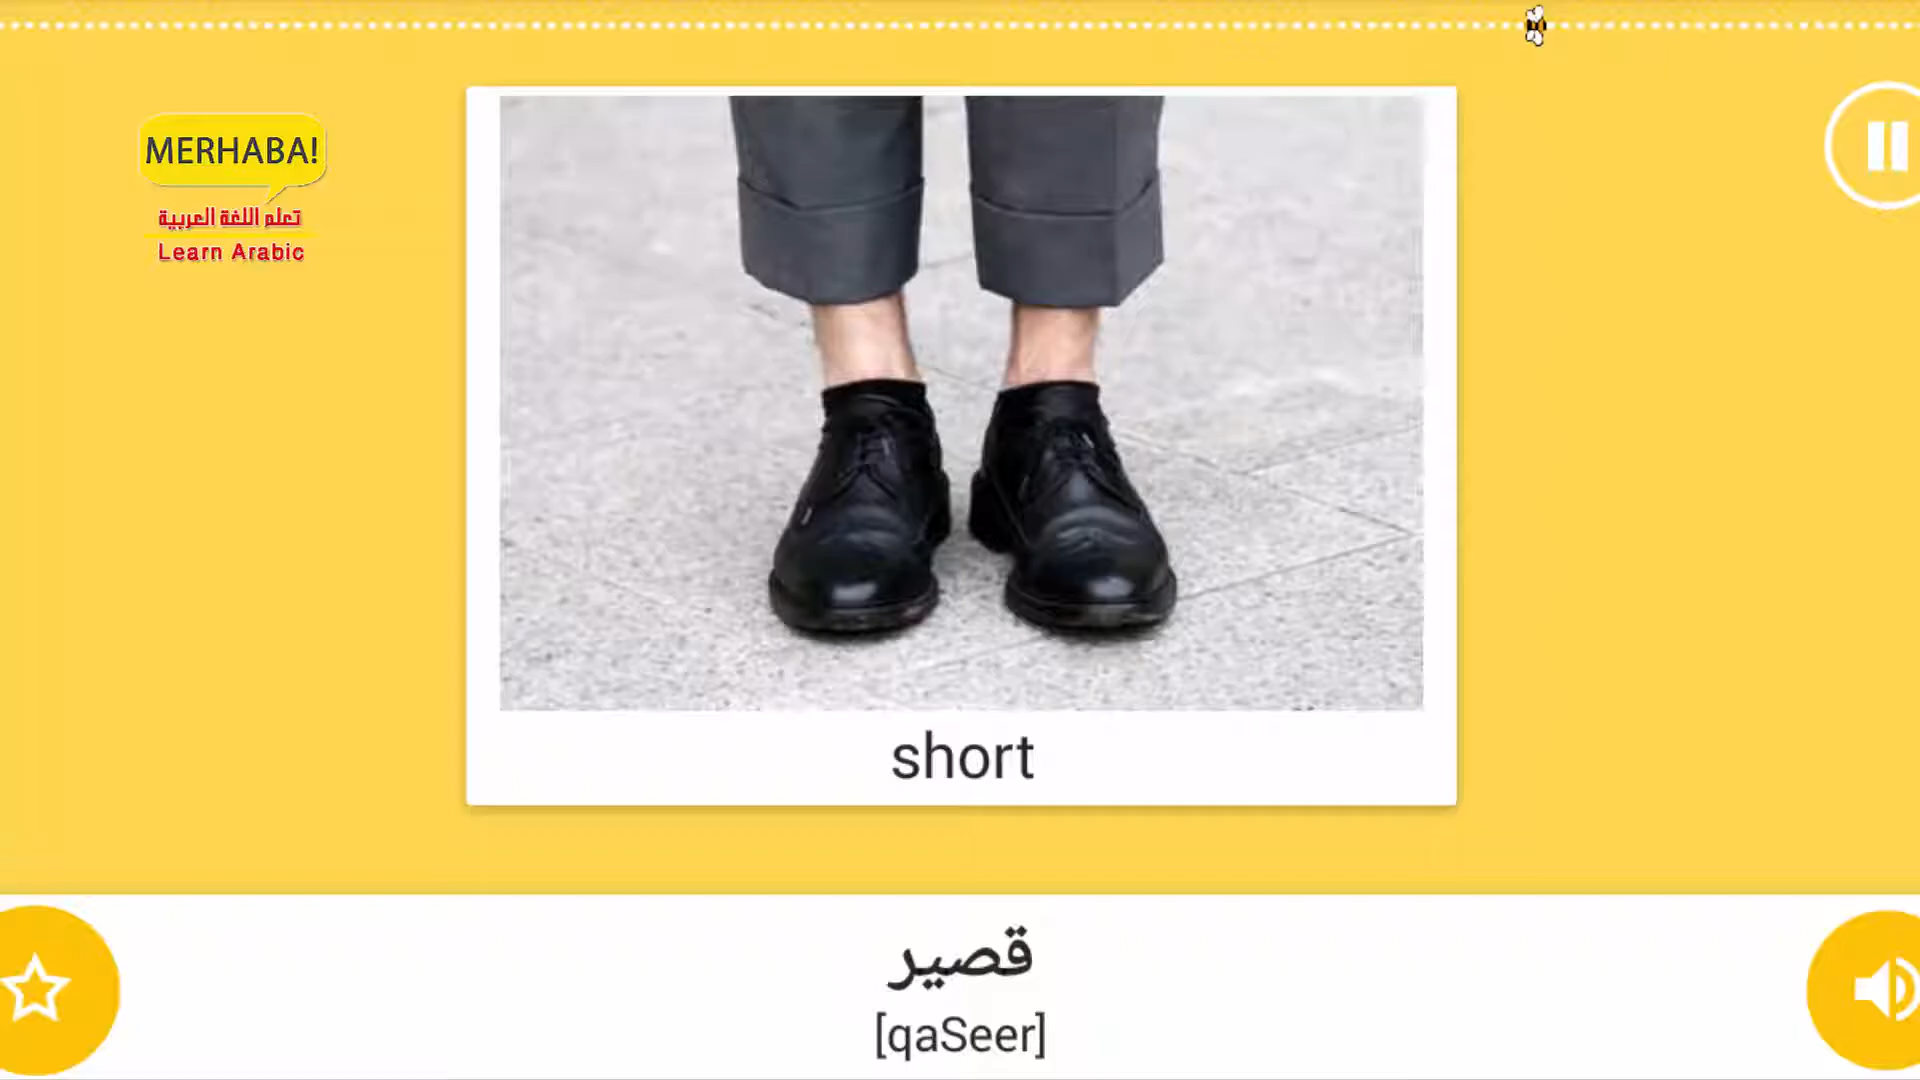 MERHABA!
تعلم اللغة العربية
Learn Arabic
short
قصير
[qaSeer]